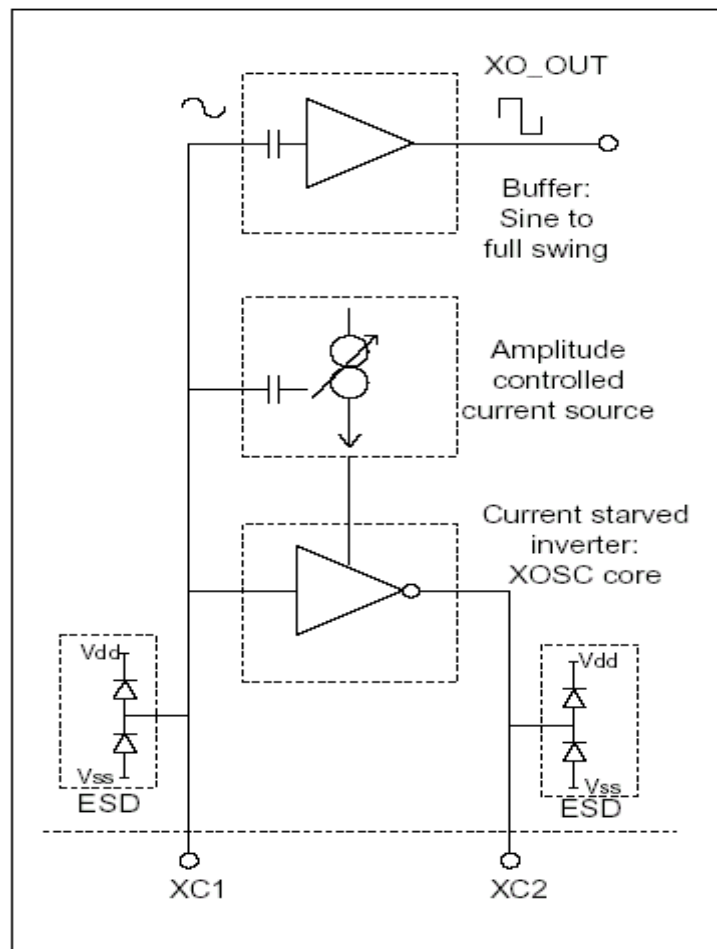 XO_OUT
Buffer:
Sine to
full swing
Amplitude
controlled
current source
Current starved
inverter:
XOSC core
Vdd
Vss
ESD
Vdd
Vss
ESD
XC1
XC2